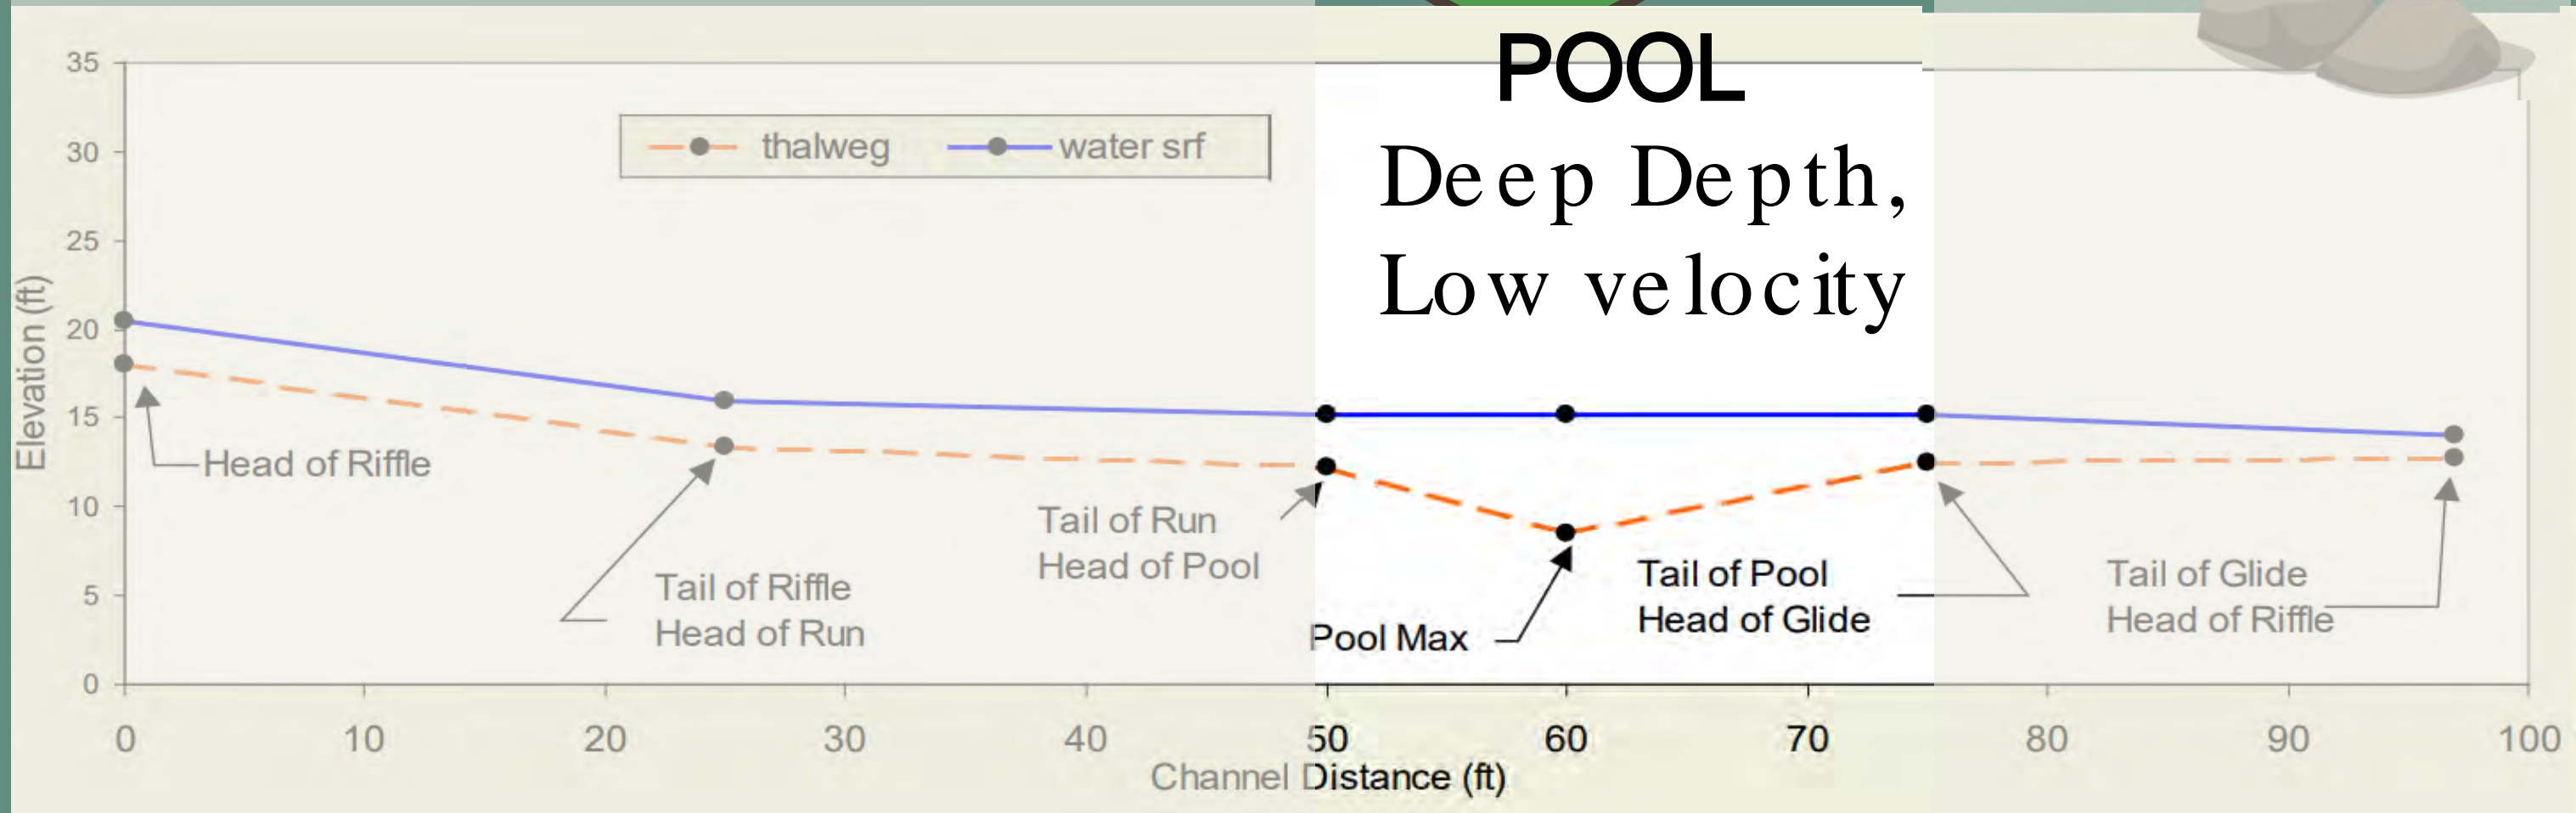 POOL
Deep Depth,
Low velocity
thalweg
water srf
Elevation (ft)
35
30
25
20
15
10
5
0
Head of Riffle
Tail of Riffle
Head of Run
Tail of Run
Head of Pool
Pool Max
Tail of Pool
Head of Glide
Tail of Glide
Head of Riffle
0 10 20 30 40 50 60 70 80 90 100
Channel Distance (ft)